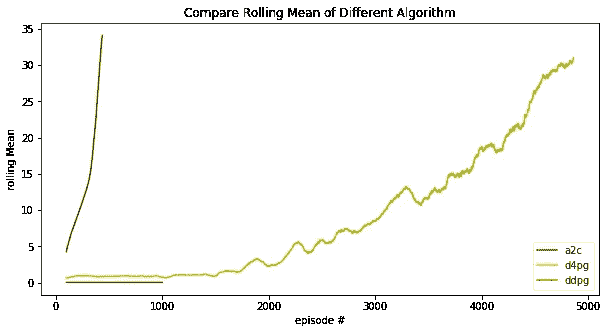 Compare Rolling Mean of Different Algorithm
rolling Mean
35
30
25
20
15
10
5
0
0 1000 2000 3000 4000 5000
episode #
a2c
d4pg
ddpg